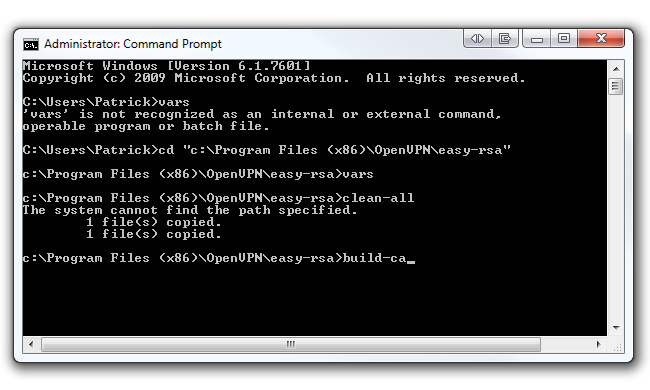 Administrator: Command Prompt
Microsoft Windows [Version 6.1.7601]
Copyright (c) 2009 Microsoft Corporation.  All rights reserved.
C:\Users\Patrick>vars
'vars' is not recognized as an internal or external command,
operable program or batch file.
C:\Users\Patrick>cd "c:\Program Files (x86)\OpenVPN\easy-rsa"
c:\Program Files (x86)\OpenVPN\easy-rsa>vars
c:\Program Files (x86)\OpenVPN\easy-rsa>clean-all
The system cannot find the path specified.
        1 file(s) copied.
        1 file(s) copied.
c:\Program Files (x86)\OpenVPN\easy-rsa>build-ca_